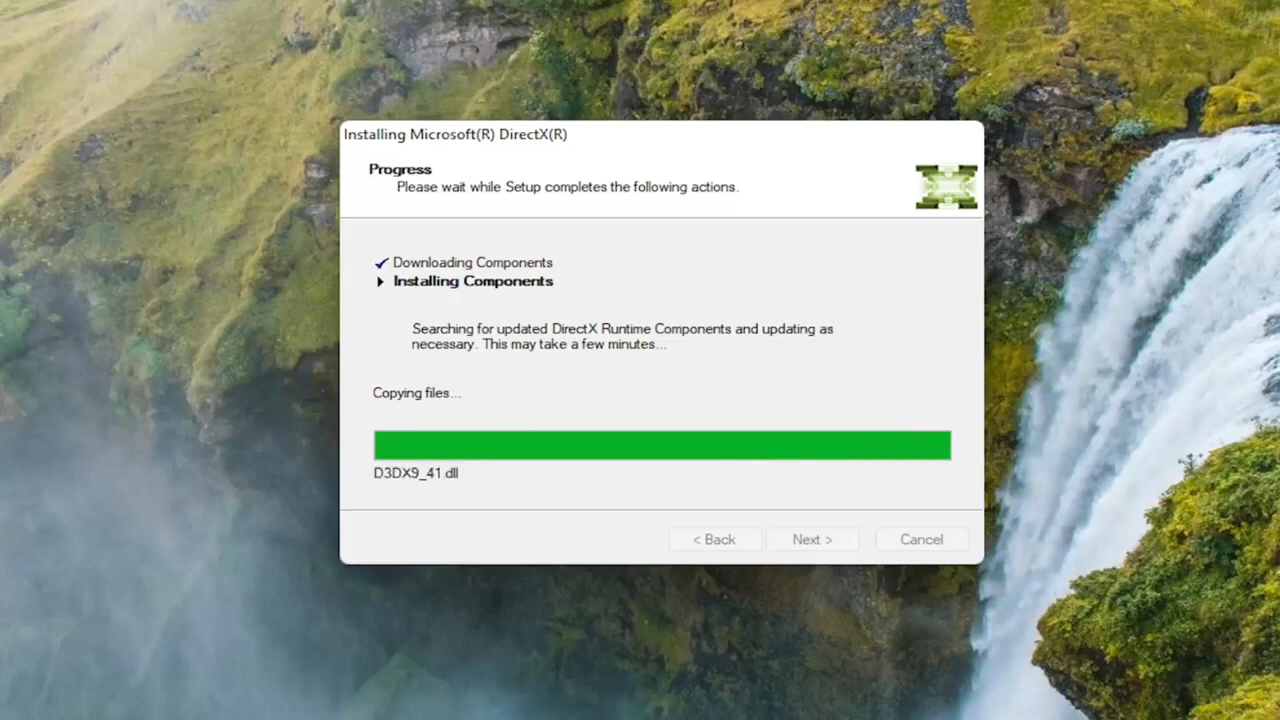 Installing Microsoft(R) DirectX(R)
Progress
Please wait while Setup completes the following actions.
Downloading Components
Installing Components
Searching for updated DirectX Runtime Components and updating as
necessary. This may take a few minutes...
Copying files...
D3DX9_41.dll
< Back
Next >
Cancel